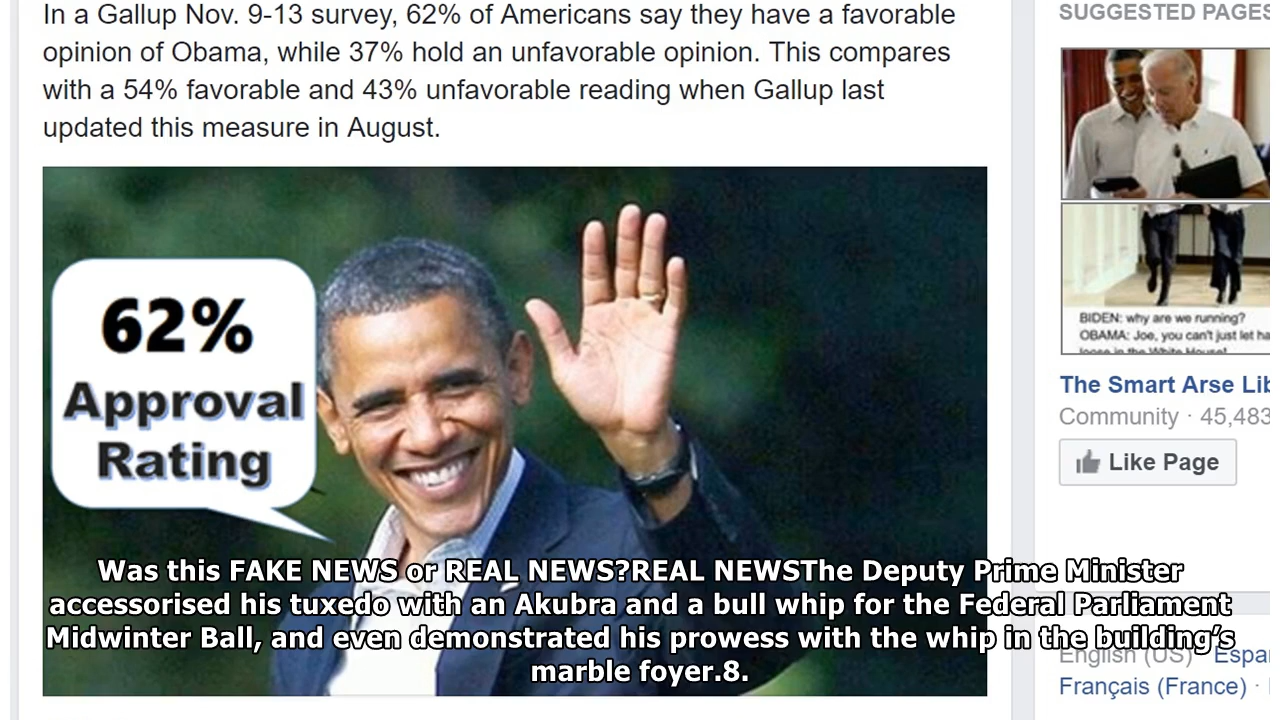 In a Gallup Nov. 9-13 survey, 62% of Americans say they have a favorable
opinion of Obama, while 37% hold an unfavorable opinion. This compares
with a 54% favorable and 43% unfavorable reading when Gallup last
updated this measure in August.
62%
Approval
Rating
SUGGESTED PAGES
BIDEN: why are we running?
OBAMA: Joe, you can't just let
loose in the White House!
The Smart Arse
Community · 45,483
Like Page
Was this FAKE NEWS or REAL NEWS?REAL NEWSThe Deputy Prime Minister
accessorised his tuxedo with an Akubra and a bull whip for the Federal Parliament
Midwinter Ball, and even demonstrated his prowess with the whip in the building's
marble foyer.8.
English (US)
Français (France) ·